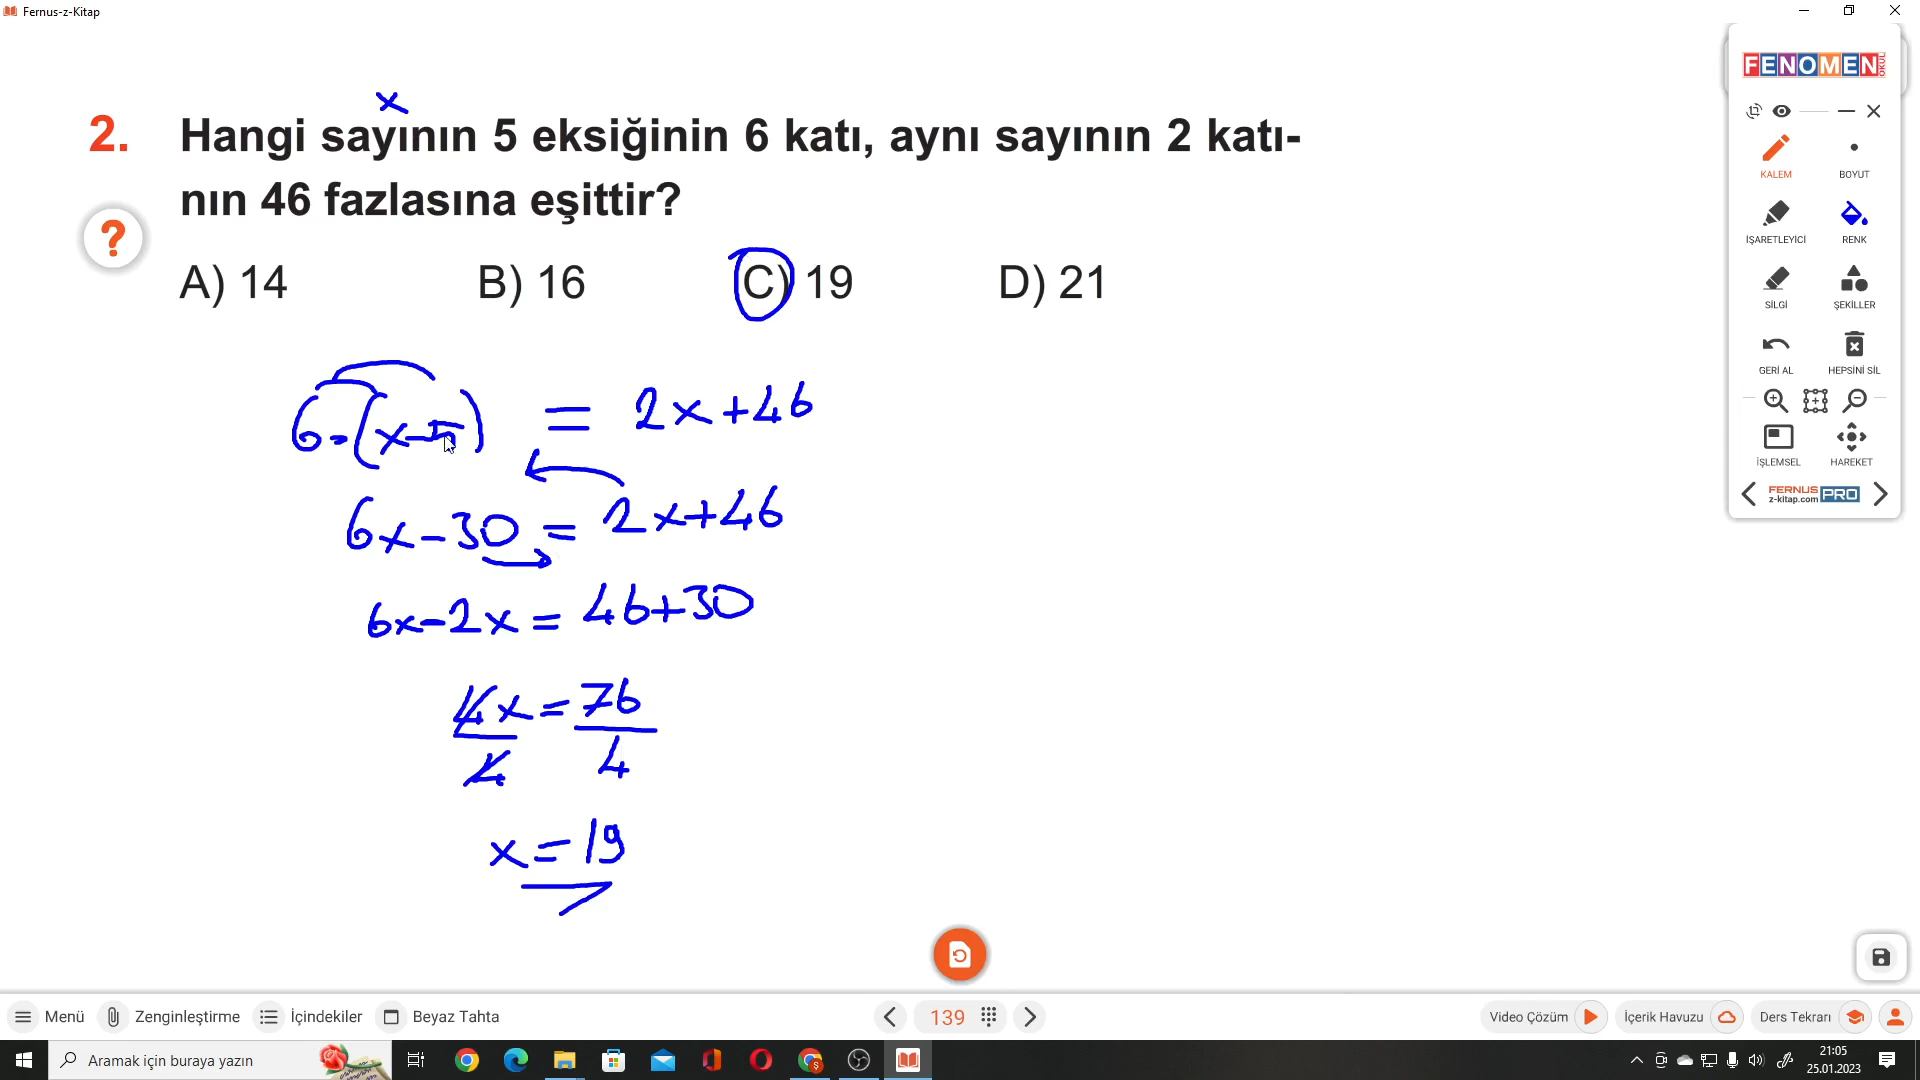 Fernus-z-Kitap
x
2. Hangi sayının 5 eksiğinin 6 katı, aynı sayının 2 katı-
nın 46 fazlasına eşittir?
?
A) 14 B) 16 C) 19 D) 21
6·(x-5) = 2x+46
6x-30 = 2x+46
6x-2x = 46+30
4x = 76
4 4
x = 19
FENOMEN OKUL
KALEM BOYUT
İŞARETLEYİCİ RENK
SİLGİ ŞEKİLLER
GERİ AL HEPSİNİ SİL
İŞLEMSEL HAREKET
FERNUS PRO
z-kitap.com
Menü Zenginleştirme İçindekiler Beyaz Tahta 139 Video Çözüm İçerik Havuzu Ders Tekrarı
Aramak için buraya yazın
21:05
25.01.2023